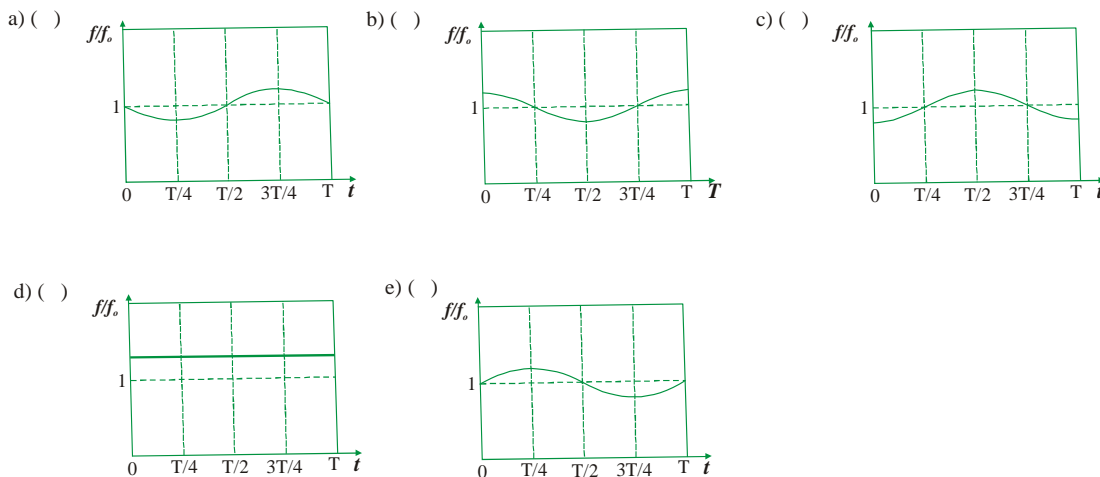 a) ( ) b) ( ) c) ( )
f/fₒ f/fₒ f/fₒ
1 1 1
0 T/4 T/2 3T/4 T t 0 T/4 T/2 3T/4 T T 0 T/4 T/2 3T/4 T t
d) ( ) e) ( )
f/fₒ f/fₒ
1 1
0 T/4 T/2 3T/4 T t 0 T/4 T/2 3T/4 T t